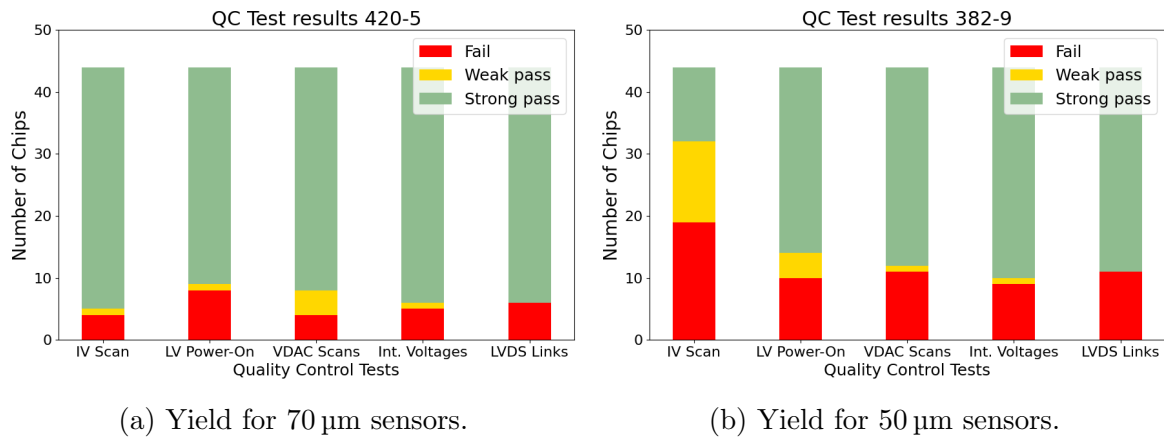 QC Test results 420-5
Number of Chips
50
40
30
20
10
0
Fail
Weak pass
Strong pass
IV Scan LV Power-On VDAC Scans Int. Voltages LVDS Links
Quality Control Tests
(a) Yield for 70 µm sensors.
QC Test results 382-9
Number of Chips
50
40
30
20
10
0
Fail
Weak pass
Strong pass
IV Scan LV Power-On VDAC Scans Int. Voltages LVDS Links
Quality Control Tests
(b) Yield for 50 µm sensors.